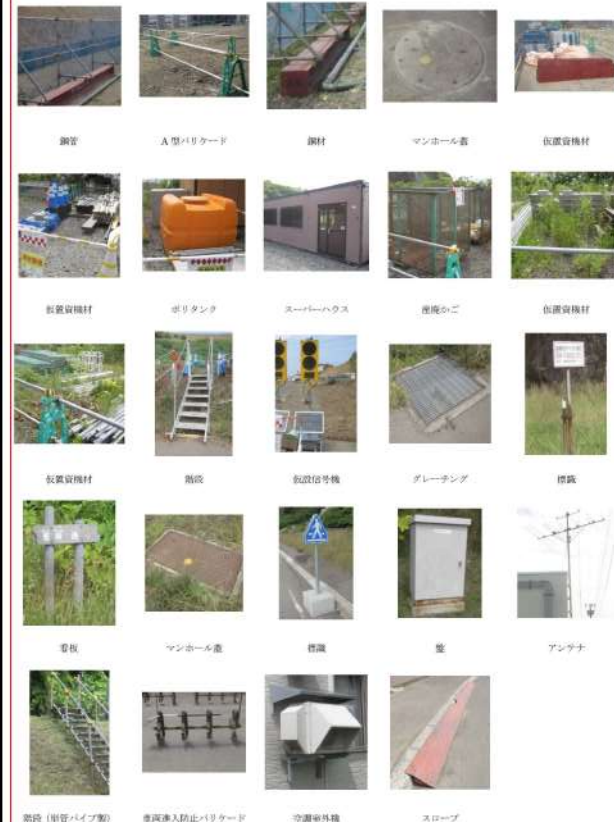 鋼管
A型バリケード
鋼材
マンホール蓋
仮置資機材
仮置資機材
ポリタンク
スーパーハウス
産廃かご
仮置資機材
仮置資機材
階段
仮設信号機
グレーチング
標識
看板
マンホール蓋
標識
盤
アンテナ
階段（単管パイプ製）
車両進入防止バリケード
空調室外機
スロープ